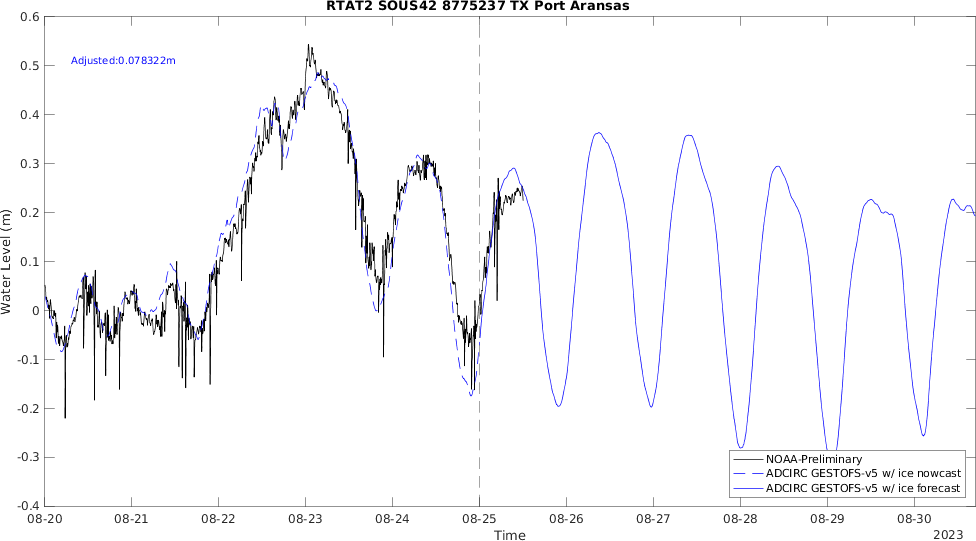 RTAT2 SOUS42 8775237 TX Port Aransas
Adjusted:0.078322m
Water Level (m)
0.6
0.5
0.4
0.3
0.2
0.1
0
-0.1
-0.2
-0.3
-0.4
NOAA-Preliminary
ADCIRC GESTOFS-v5 w/ ice nowcast
ADCIRC GESTOFS-v5 w/ ice forecast
08-20 08-21 08-22 08-23 08-24 08-25 08-26 08-27 08-28 08-29 08-30
Time
2023